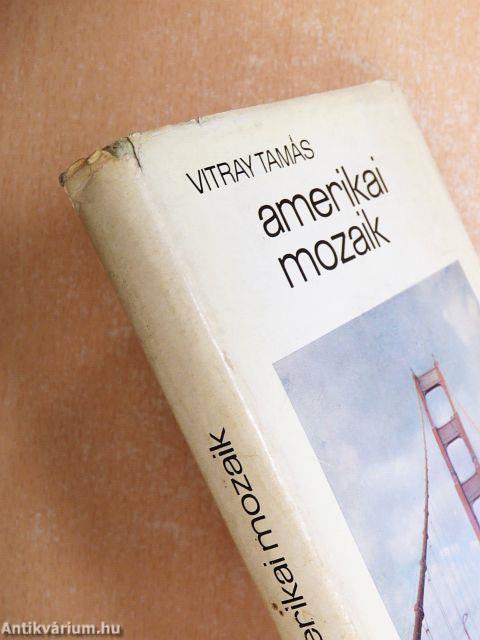 VITRAY TAMÁS
amerikai
mozaik
erikai mozaik
Antikvárium.hu